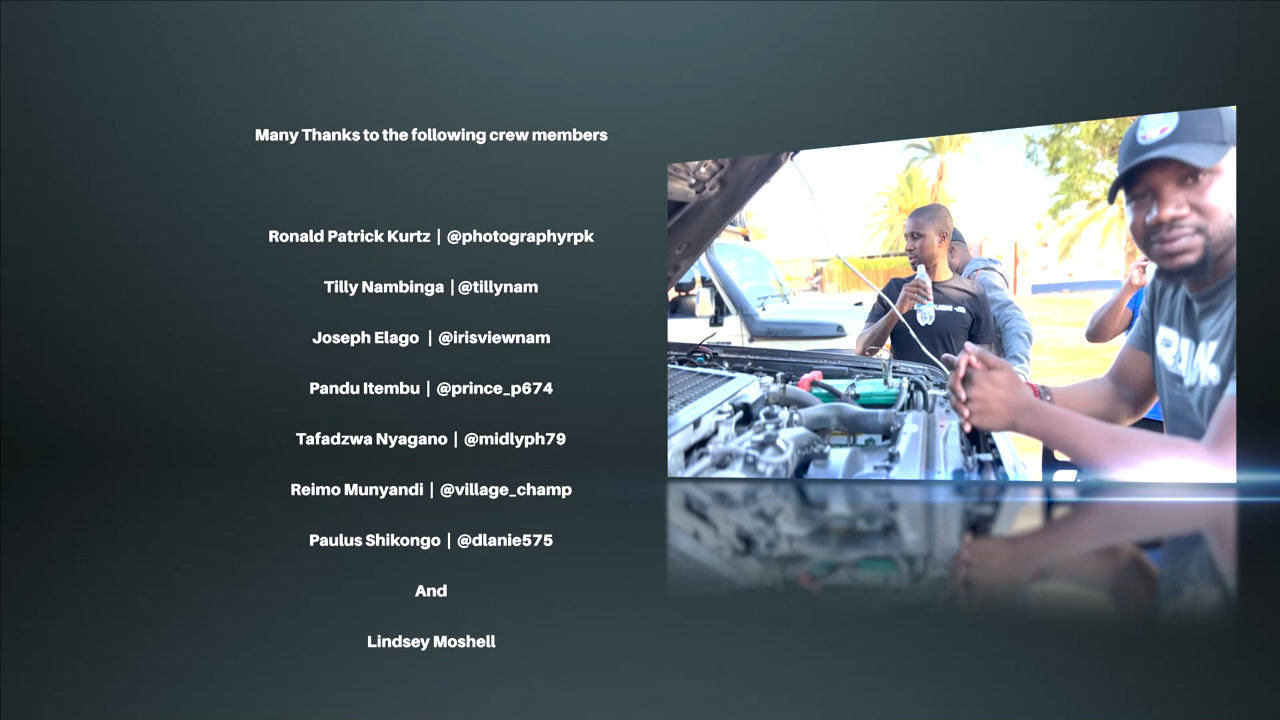 Many Thanks to the following crew members
Ronald Patrick Kurtz | @photographyrpk
Tilly Nambinga | @tillynam
Joseph Elago | @irisviewnam
Pandu Itembu | @prince_p674
Tafadzwa Nyagano | @midlyph79
Reimo Munyandi | @village_champ
Paulus Shikongo | @dlanie575
And
Lindsey Moshell